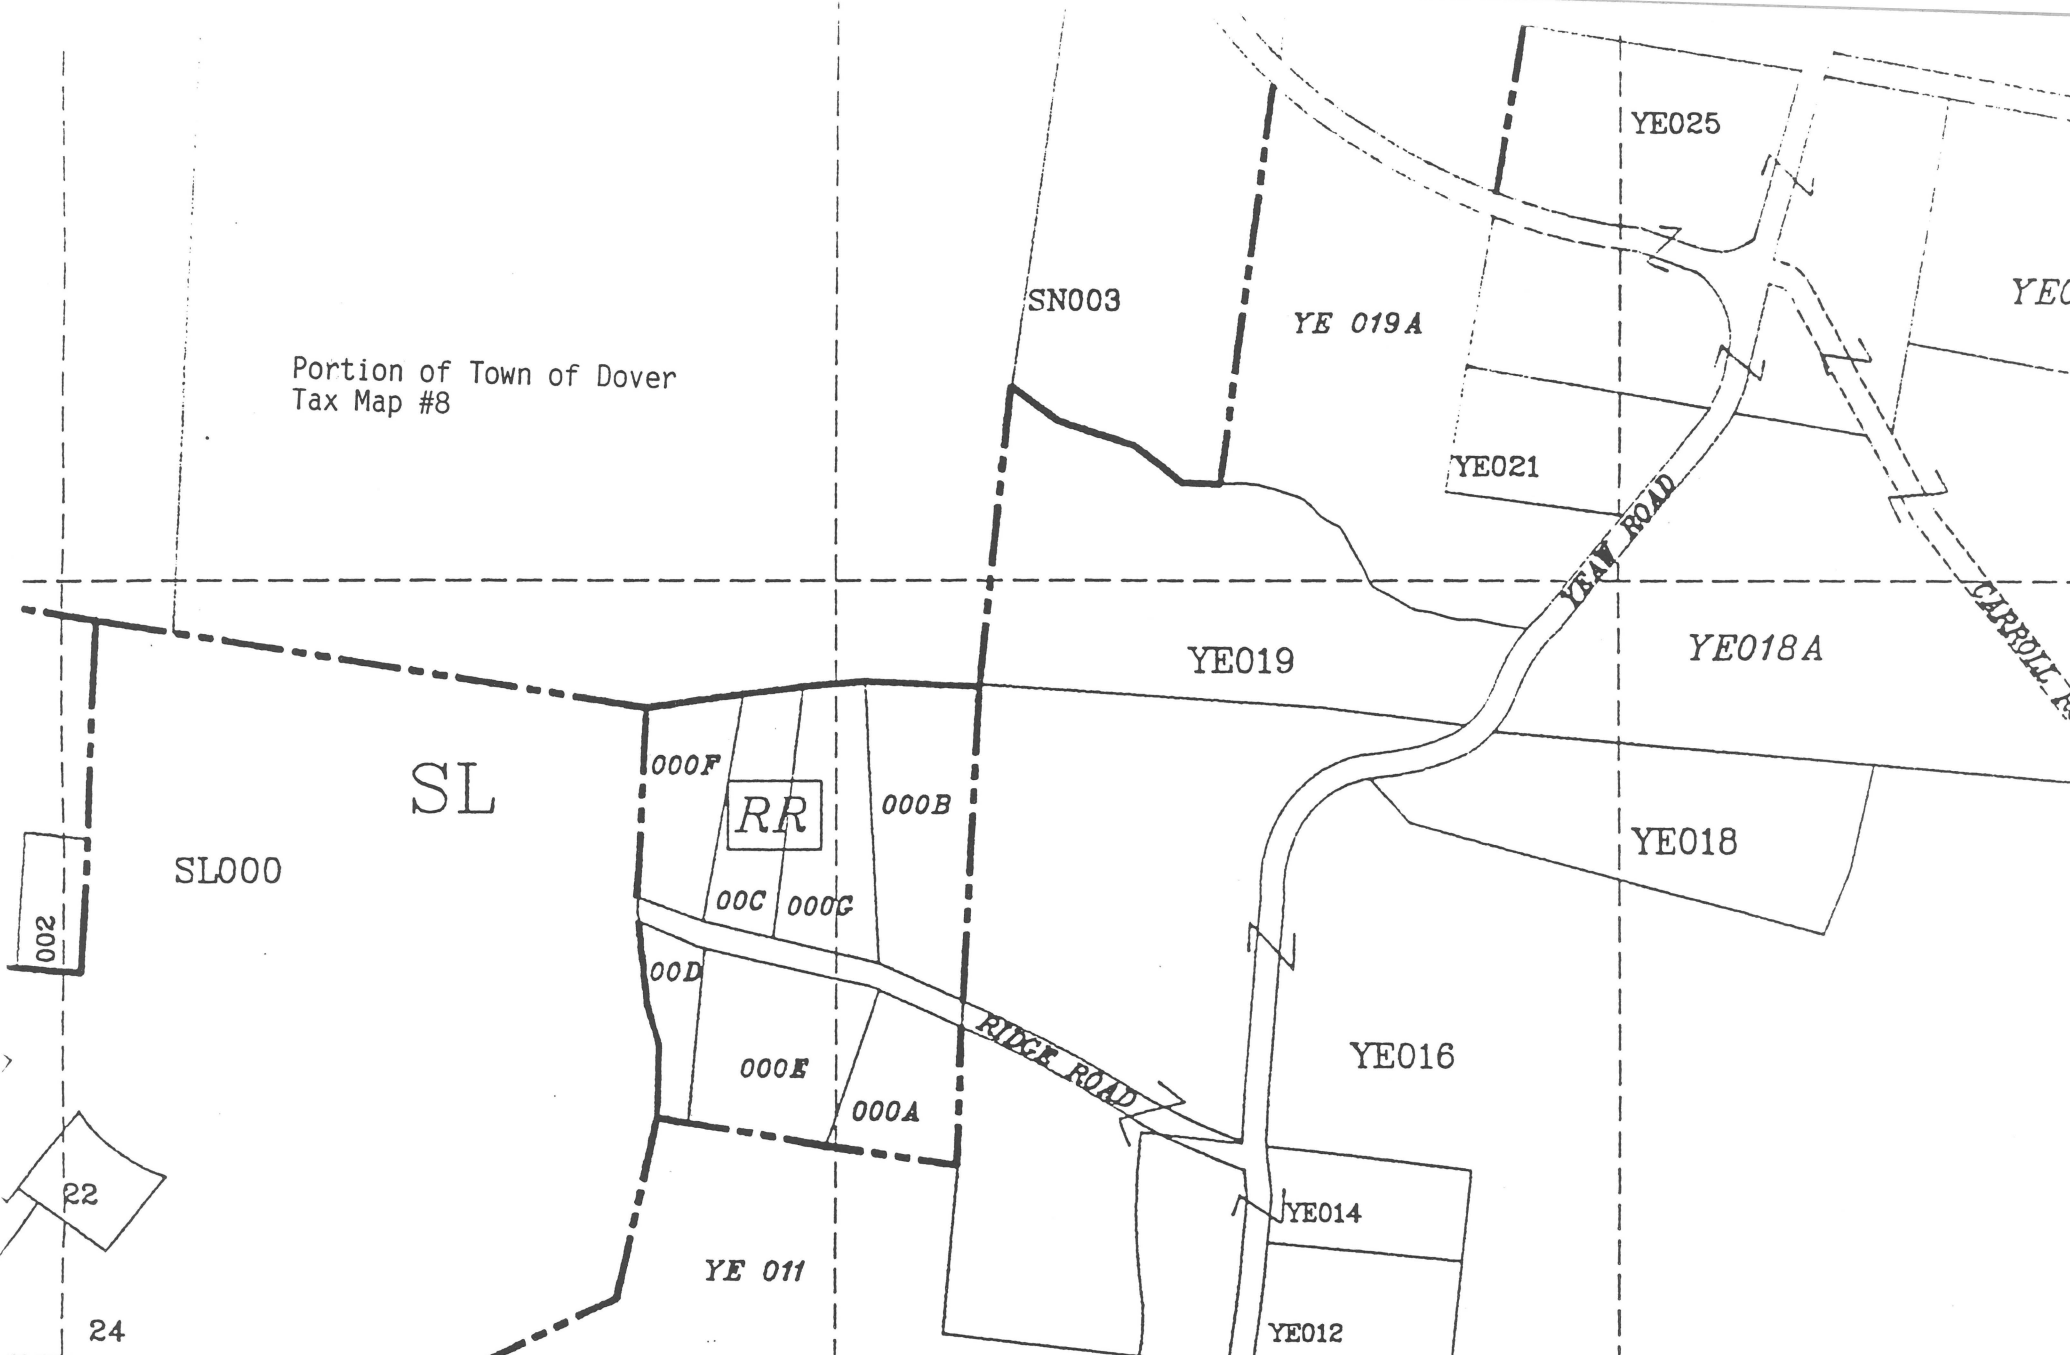 YE025
SN003
YE 019A
Portion of Town of Dover
Tax Map #8
YE021
YEAW ROAD
CARROLL
YE019
YE018A
SL
000F
RR
000B
YE018
SL000
00C
000G
002
00D
RIDGE ROAD
YE016
000E
000A
22
YE014
YE 011
24
YE012